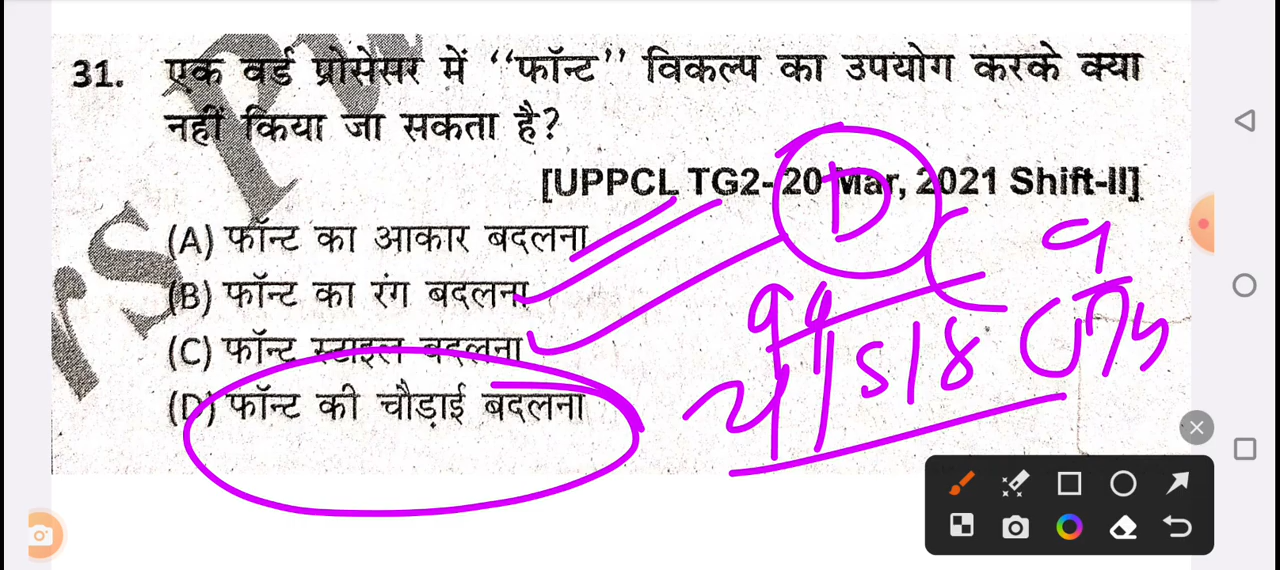 31. एक वर्ड प्रोसेसर में “फॉन्ट” विकल्प का उपयोग करके क्या
नहीं किया जा सकता है?
[UPPCL TG2- 20 Mar, 2021 Shift-II]
(A) फॉन्ट का आकार बदलना
(B) फॉन्ट का रंग बदलना
(C) फॉन्ट स्टाइल बदलना
(D) फॉन्ट की चौड़ाई बदलना
D